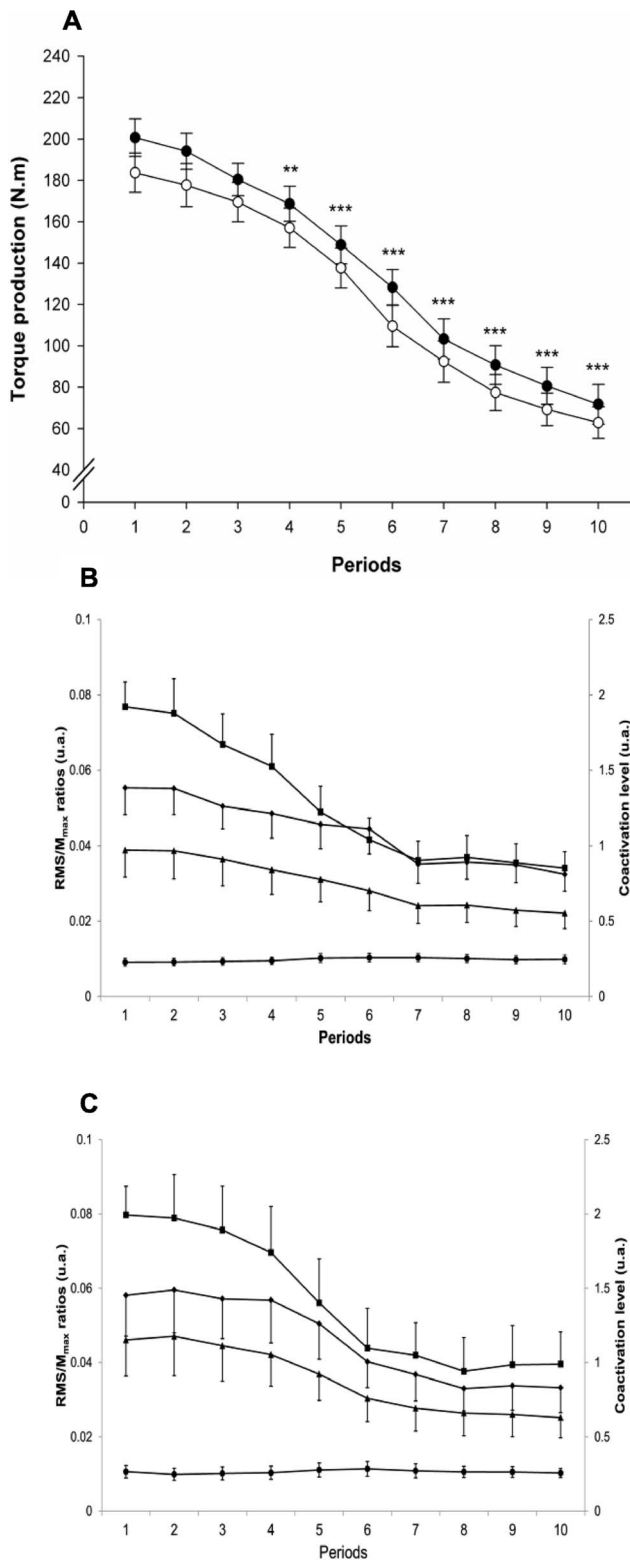 A
Torque production (N.m)
240
220
200
180
160
140
120
100
80
60
40
0
** *** *** *** *** *** ***
0 1 2 3 4 5 6 7 8 9 10
Periods
B
RMS/Mmax ratios (u.a.)
0.1
0.08
0.06
0.04
0.02
0
Coactivation level (u.a.)
2.5
2
1.5
1
0.5
0
1 2 3 4 5 6 7 8 9 10
Periods
C
RMS/Mmax ratios (u.a.)
0.1
0.08
0.06
0.04
0.02
0
Coactivation level (u.a.)
2.5
2
1.5
1
0.5
0
1 2 3 4 5 6 7 8 9 10
Periods